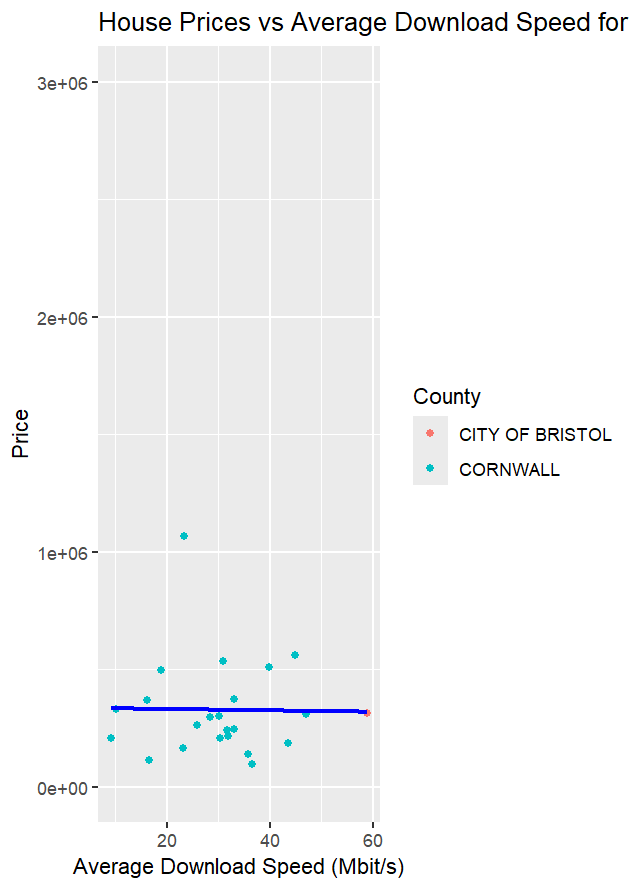 House Prices vs Average Download Speed for
3e+06
2e+06
1e+06
0e+00
Price
20 40 60
Average Download Speed (Mbit/s)
County
CITY OF BRISTOL
CORNWALL